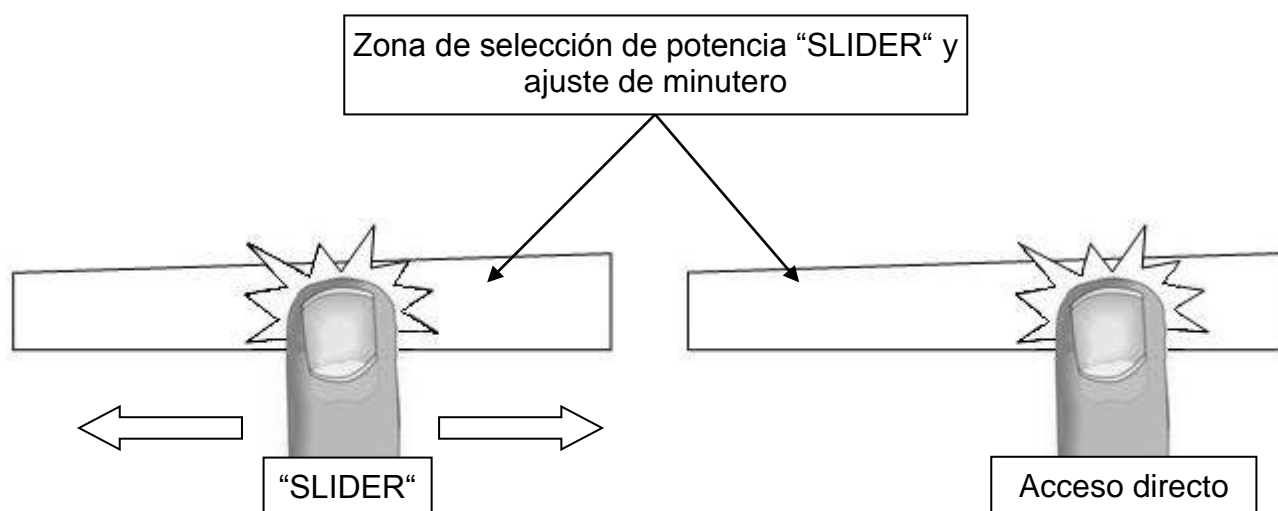 Zona de selección de potencia “SLIDER“ y
ajuste de minutero
“SLIDER“
Acceso directo